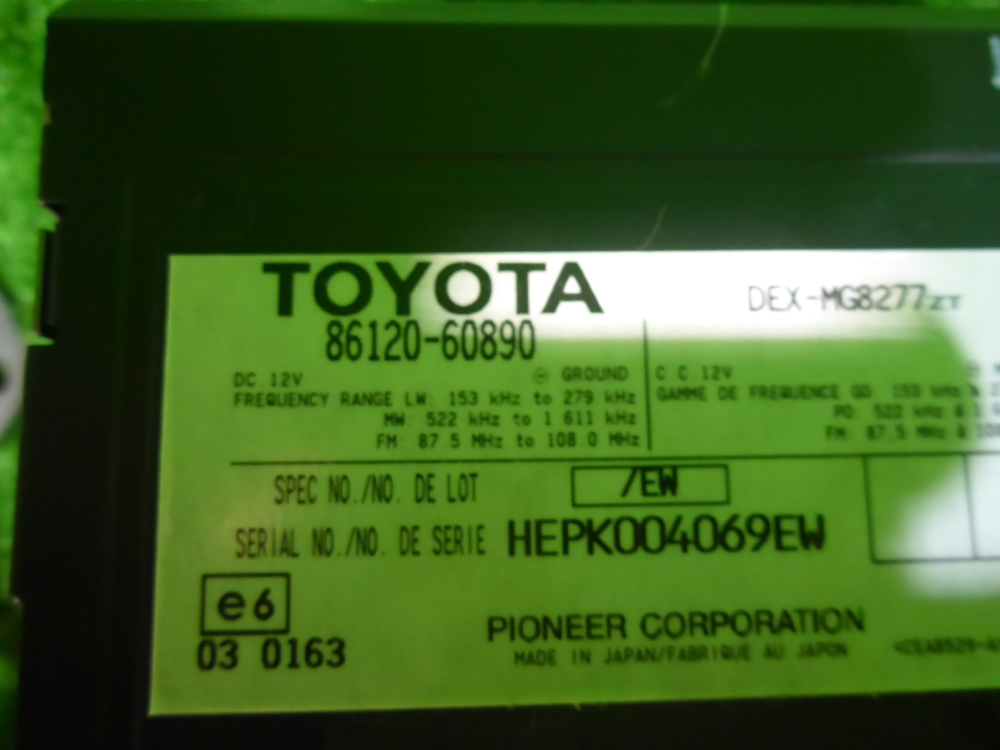 TOYOTA
DEX-MG8277ZT
86120-60890
DC.12V ⊖ GROUND
FREQUENCY RANGE LW: 153 kHz to 279 kHz
MW: 522 kHz to 1 611 kHz
FM: 87.5 MHz to 108.0 MHz
C C.12V
GAMME DE FREQUENCE GO: 153 kHz à
PO: 522 kHz à
FM: 87.5 MHz à
SPEC NO./NO. DE LOT /EW
SERIAL NO./NO. DE SERIE HEPK004069EW
e6
03 0163
PIONEER CORPORATION
MADE IN JAPAN/FABRIQUE AU JAPON